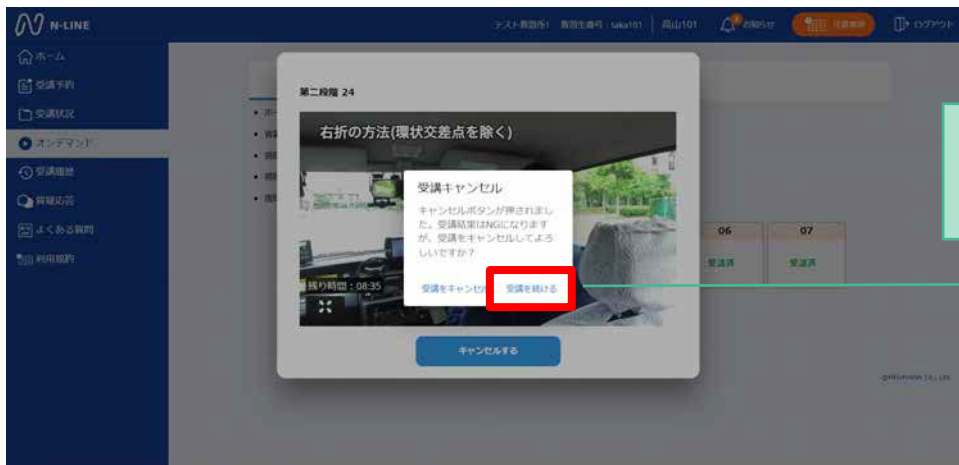 N-LINE
テスト教習所1 教習生番号：taka101 高山101 お知らせ 注意事項 ログアウト
ホーム
受講予約
受講状況
オンデマンド
受講履歴
質疑応答
よくある質問
利用規約
第二段階 24
右折の方法(環状交差点を除く)
受講キャンセル
キャンセルボタンが押されまし
た。受講結果はNGになります
が、受講をキャンセルしてよろ
しいですか？
受講をキャンセル 受講を続ける
残り時間：08:35
キャンセルする
06 07
受講済 受講済